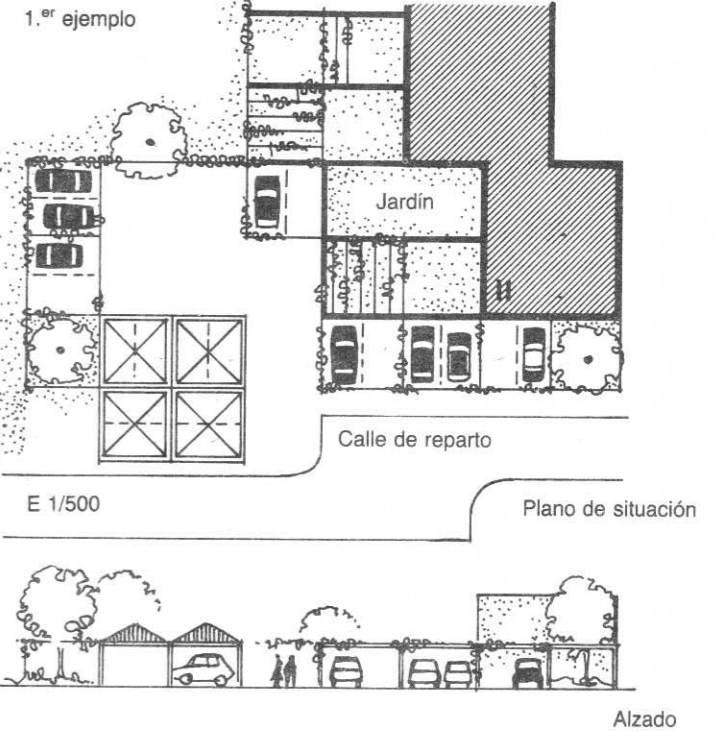 1.er ejemplo
Jardín
Calle de reparto
E 1/500
Plano de situación
Alzado